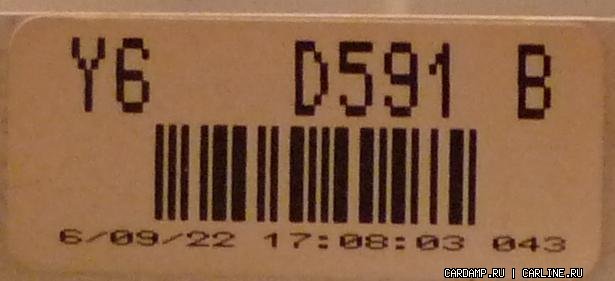 Y6 D591 B
6/09/22 17:08:03 043
CARDAMP.RU | CARLINE.RU